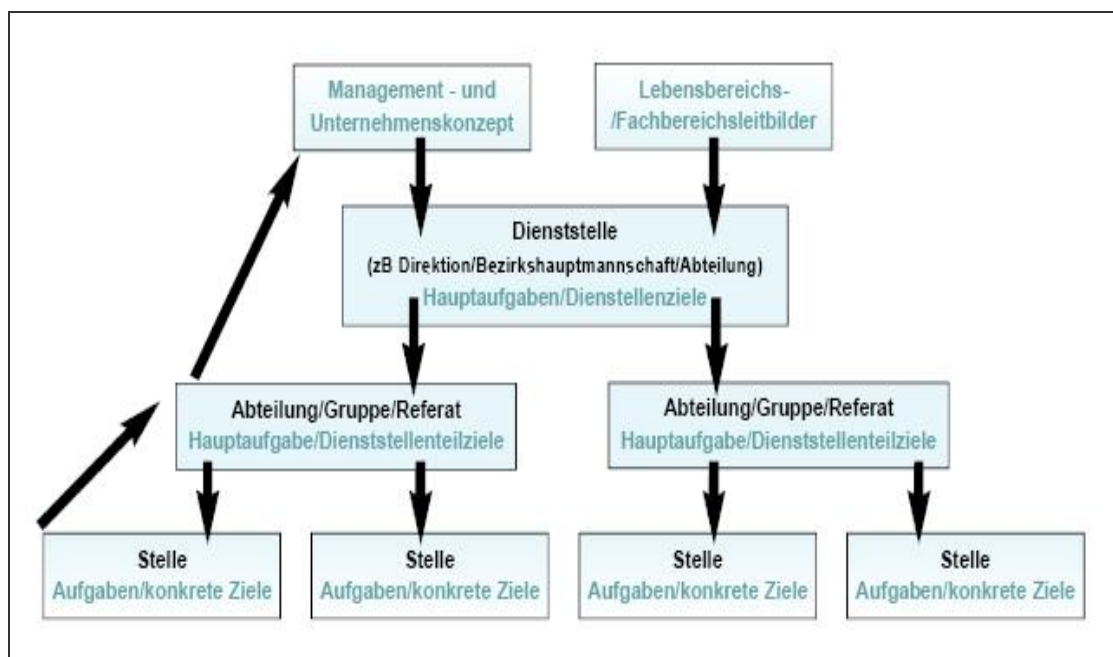 Management - und
Unternehmenskonzept
Lebensbereichs-
/Fachbereichsleitbilder
Dienststelle
(zB Direktion/Bezirkshauptmannschaft/Abteilung)
Hauptaufgaben/Dienstellenziele
Abteilung/Gruppe/Referat
Hauptaufgabe/Dienststellenteilziele
Abteilung/Gruppe/Referat
Hauptaufgabe/Dienststellenteilziele
Stelle
Aufgaben/konkrete Ziele
Stelle
Aufgaben/konkrete Ziele
Stelle
Aufgaben/konkrete Ziele
Stelle
Aufgaben/konkrete Ziele